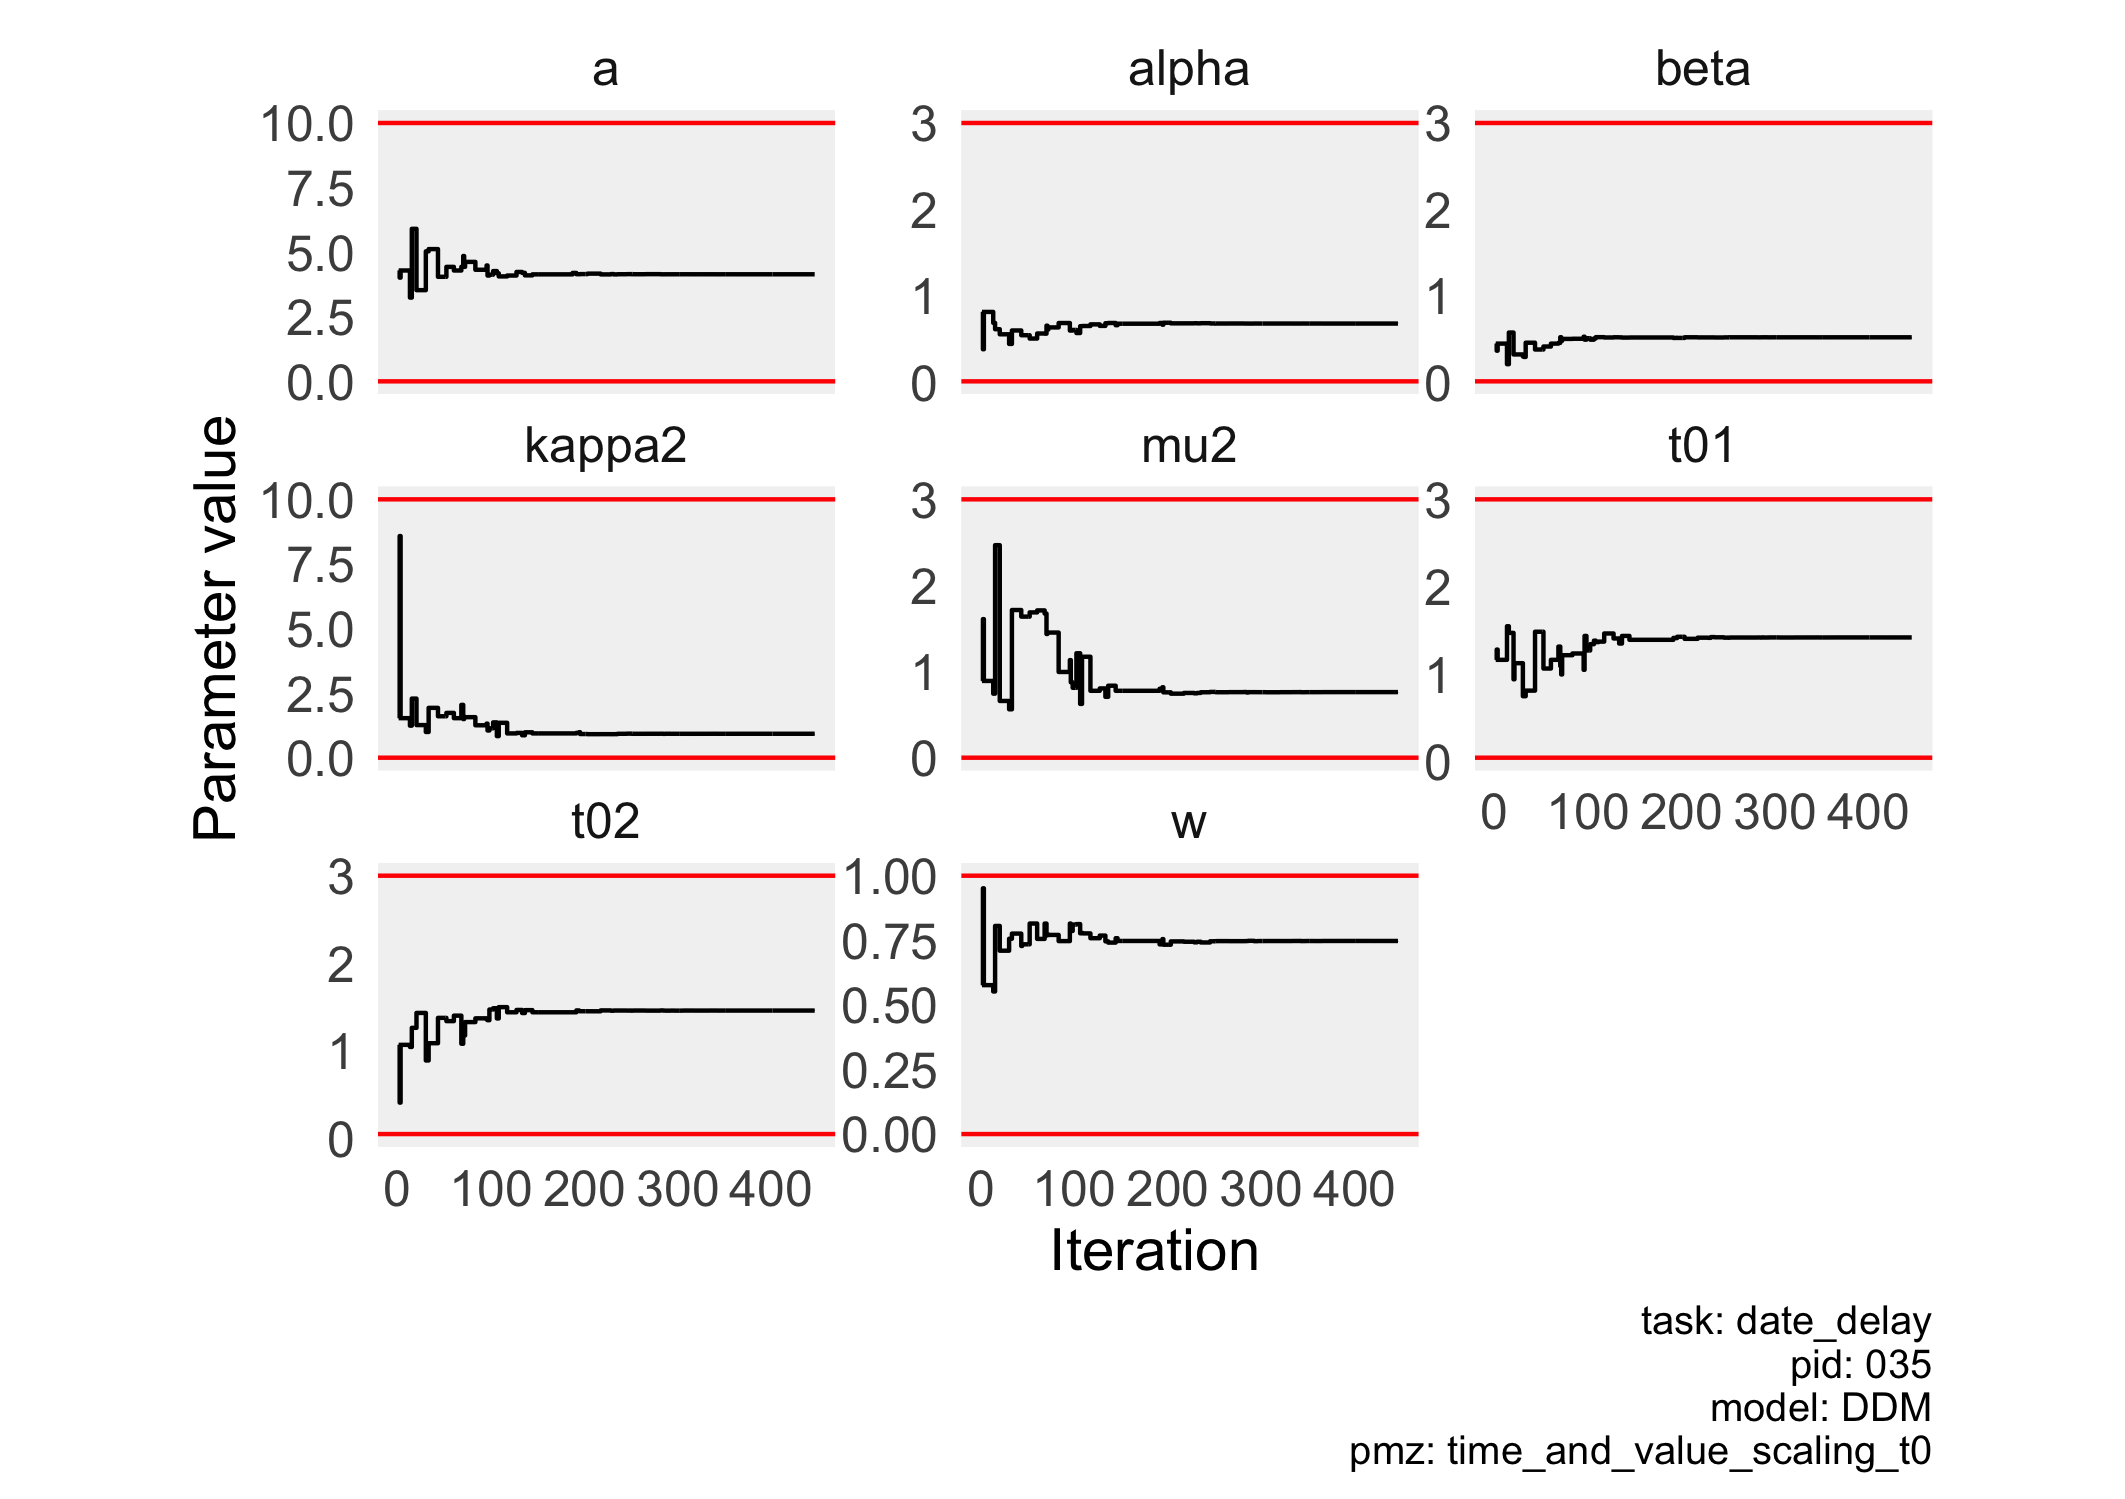 a
alpha
beta
10.0
7.5
5.0
2.5
0.0
3
2
1
0
3
2
1
0
kappa2
mu2
t01
10.0
7.5
5.0
2.5
0.0
3
2
1
0
3
2
1
0
0 100 200 300 400
t02
w
3
2
1
0
1.00
0.75
0.50
0.25
0.00
0 100 200 300 400
0 100 200 300 400
Parameter value
Iteration
task: date_delay
pid: 035
model: DDM
pmz: time_and_value_scaling_t0